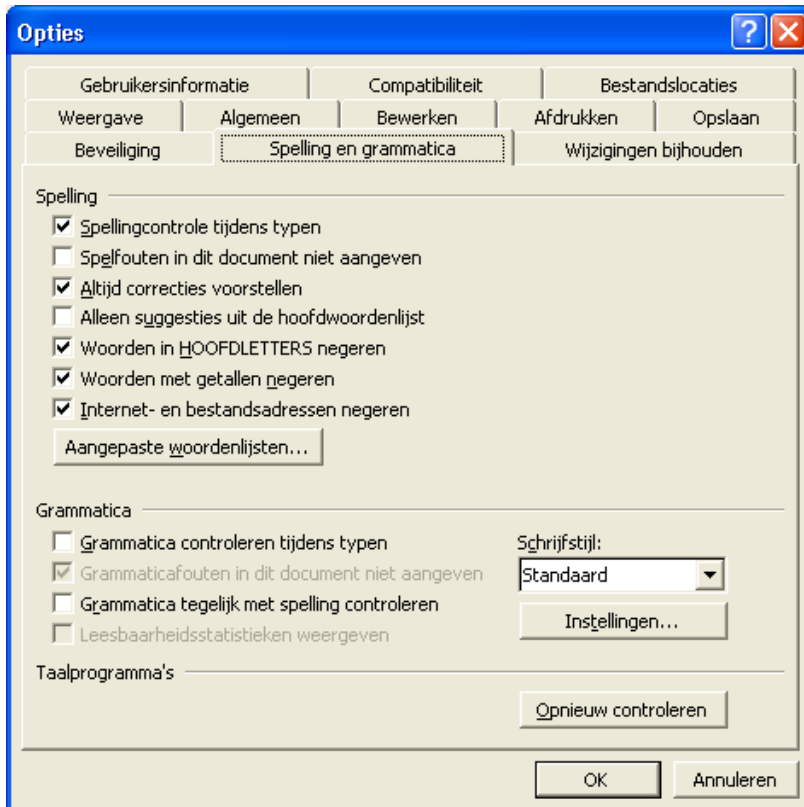 Opties
Gebruikersinformatie Compatibiliteit Bestandslocaties
Weergave Algemeen Bewerken Afdrukken Opslaan
Beveiliging Spelling en grammatica Wijzigingen bijhouden
Spelling
Spellingcontrole tijdens typen
Spelfouten in dit document niet aangeven
Altijd correcties voorstellen
Alleen suggesties uit de hoofdwoordenlijst
Woorden in HOOFDLETTERS negeren
Woorden met getallen negeren
Internet- en bestandsadressen negeren
Aangepaste woordenlijsten...
Grammatica
Grammatica controleren tijdens typen
Grammaticafouten in dit document niet aangeven
Grammatica tegelijk met spelling controleren
Leesbaarheidsstatistieken weergeven
Schrijfstijl:
Standaard
Instellingen...
Taalprogramma's
Opnieuw controleren
OK Annuleren